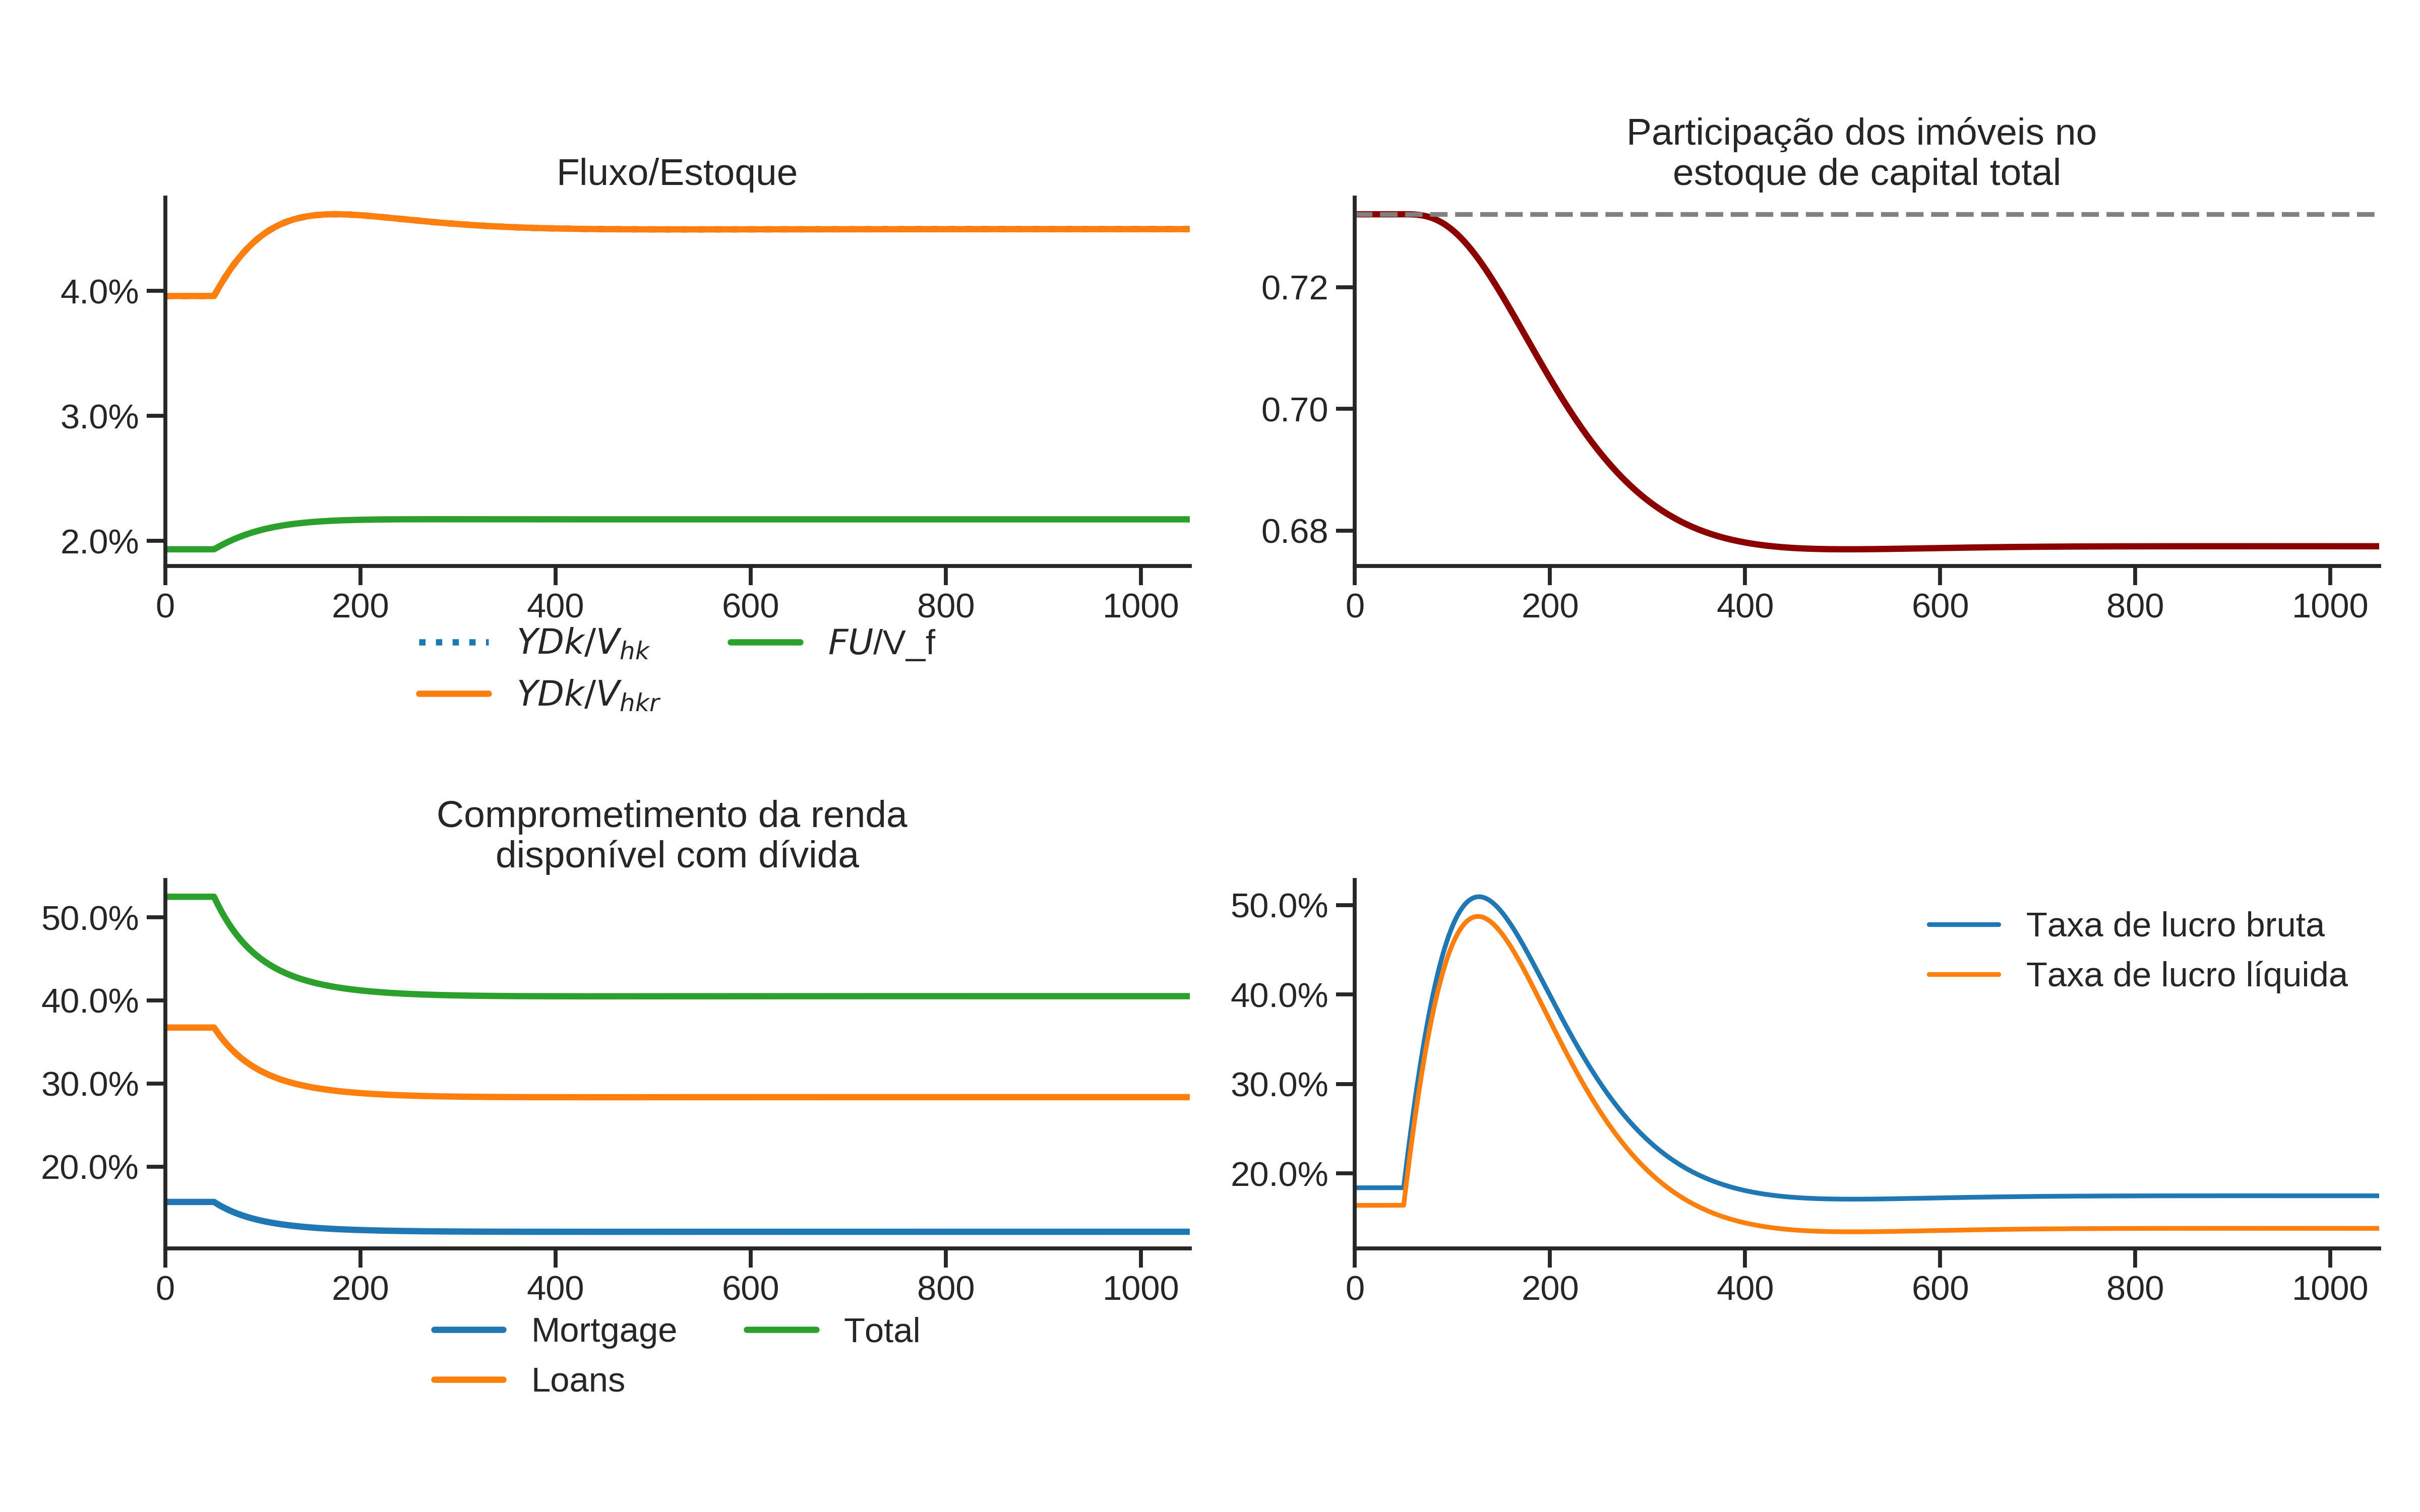 Fluxo/Estoque
4.0%
3.0%
2.0%
0 200 400 600 800 1000
YDk/V_{hk} FU/V_f
YDk/V_{hkr}
Participação dos imóveis no
estoque de capital total
0.72
0.70
0.68
0 200 400 600 800 1000
Comprometimento da renda
disponível com dívida
50.0%
40.0%
30.0%
20.0%
0 200 400 600 800 1000
Mortgage Total
Loans
50.0%
40.0%
30.0%
20.0%
0 200 400 600 800 1000
Taxa de lucro bruta
Taxa de lucro líquida